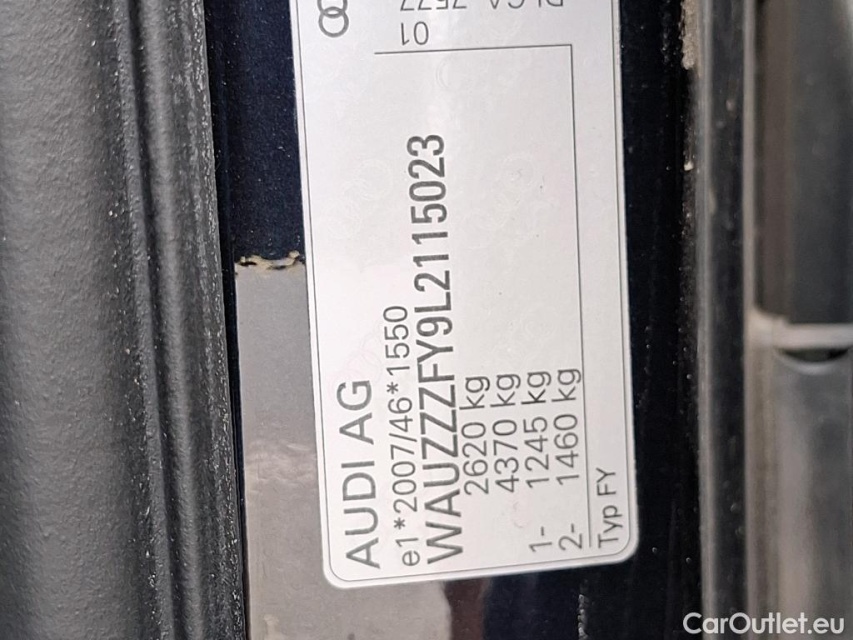 AUDI AG
e1*2007/46*1550
WAUZZZFY9L2115023
2620 kg
4370 kg
1- 1245 kg
2- 1460 kg
Typ FY
01
CarOutlet.eu